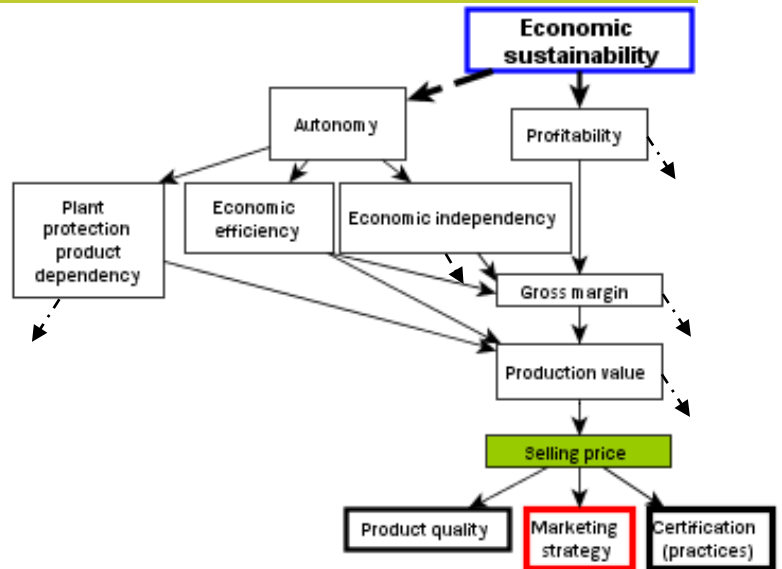 Economic
sustainability
Autonomy
Profitability
Plant
protection
product
dependency
Economic
efficiency
Economic independency
Gross margin
Production value
Selling price
Product quality
Marketing
strategy
Certification
(practices)